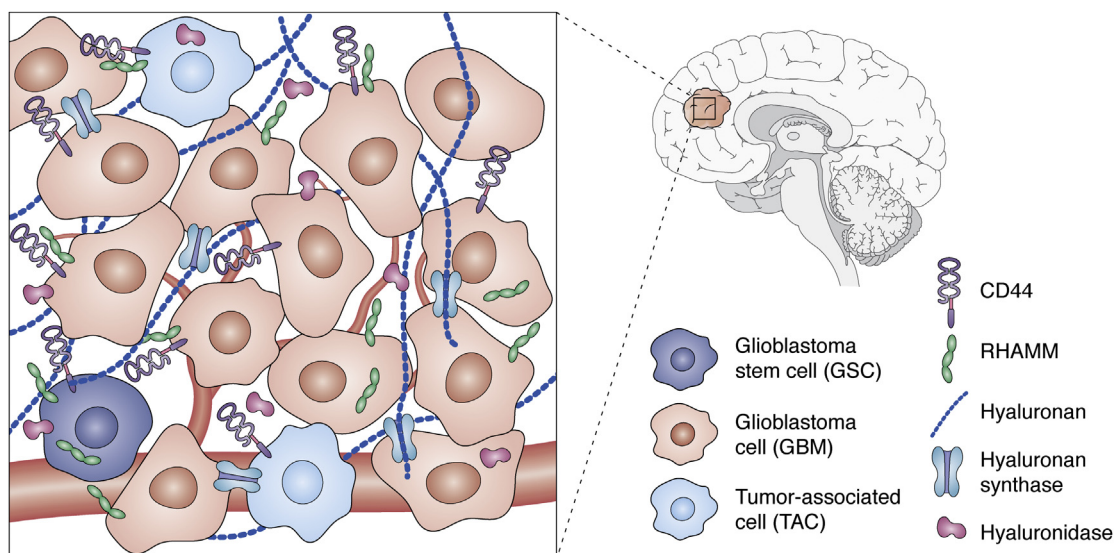 Glioblastoma
stem cell (GSC)
Glioblastoma
cell (GBM)
Tumor-associated
cell (TAC)
CD44
RHAMM
Hyaluronan
Hyaluronan
synthase
Hyaluronidase